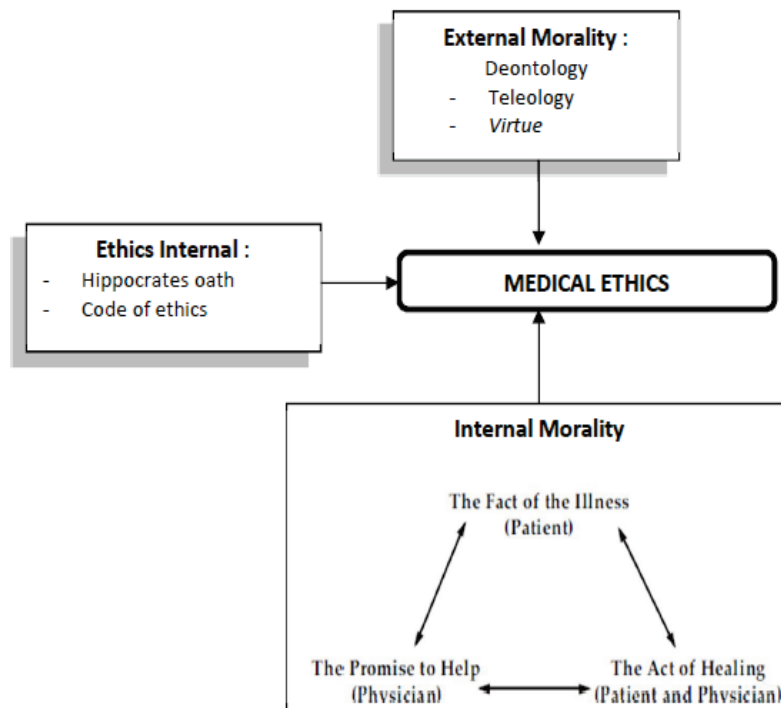 External Morality :
Deontology
- Teleology
- Virtue
Ethics Internal :
- Hippocrates oath
- Code of ethics
MEDICAL ETHICS
Internal Morality
The Fact of the Illness
(Patient)
The Promise to Help
(Physician)
The Act of Healing
(Patient and Physician)